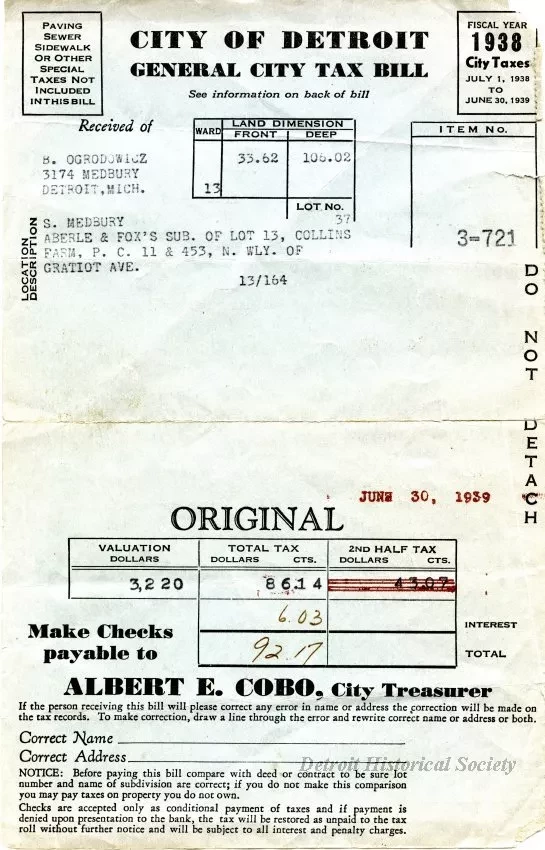 PAVING
SEWER
SIDEWALK
OR OTHER
SPECIAL
TAXES NOT
INCLUDED
IN THIS BILL
CITY OF DETROIT
GENERAL CITY TAX BILL
See information on back of bill
FISCAL YEAR
1938
City Taxes
JULY 1, 1938
TO
JUNE 30, 1939
Received of
WARD
LAND DIMENSION
FRONT DEEP
ITEM NO.
B. OGRODOWICZ
3174 MEDBURY
DETROIT, MICH.
13
33.62 106.02
LOT NO.
37
LOCATION
DESCRIPTION
S. MEDBURY
ABERLE & FOX'S SUB. OF LOT 13, COLLINS
FARM, P. C. 11 & 453, N. WLY. OF
GRATIOT AVE.
13/164
3-721
DO NOT DETACH
JUNE 30, 1939
ORIGINAL
VALUATION TOTAL TAX 2ND HALF TAX
DOLLARS DOLLARS CTS. DOLLARS CTS.
3,220 86.14 43.07
6.03 INTEREST
92.17 TOTAL
Make Checks
payable to
ALBERT E. COBO, City Treasurer
If the person receiving this bill will please correct any error in name or address the correction will be made on
the tax records. To make correction, draw a line through the error and rewrite correct name or address or both.
Correct Name
Correct Address
Detroit Historical Society
NOTICE: Before paying this bill compare with deed or contract to be sure lot
number and name of subdivision are correct; if you do not make this comparison
you may pay taxes on property you do not own.
Checks are accepted only as conditional payment of taxes and if payment is
denied upon presentation to the bank, the tax will be restored as unpaid to the tax
roll without further notice and will be subject to all interest and penalty charges.